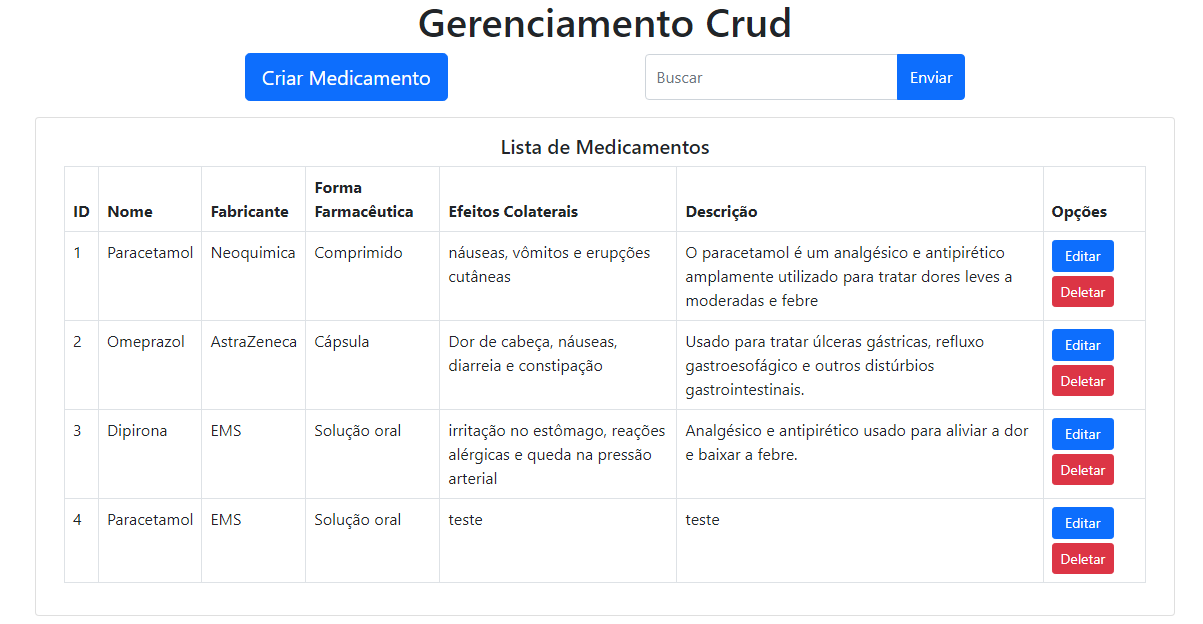 Gerenciamento Crud
Criar Medicamento
Buscar
Enviar
Lista de Medicamentos
ID Nome Fabricante Forma Farmacêutica Efeitos Colaterais Descrição Opções
1 Paracetamol Neoquimica Comprimido náuseas, vômitos e erupções
cutâneas
O paracetamol é um analgésico e antipirético
amplamente utilizado para tratar dores leves a
moderadas e febre
Editar
Deletar
2 Omeprazol AstraZeneca Cápsula Dor de cabeça, náuseas,
diarreia e constipação
Usado para tratar úlceras gástricas, refluxo
gastroesofágico e outros distúrbios
gastrointestinais.
Editar
Deletar
3 Dipirona EMS Solução oral irritação no estômago, reações
alérgicas e queda na pressão
arterial
Analgésico e antipirético usado para aliviar a dor
e baixar a febre.
Editar
Deletar
4 Paracetamol EMS Solução oral teste teste
Editar
Deletar